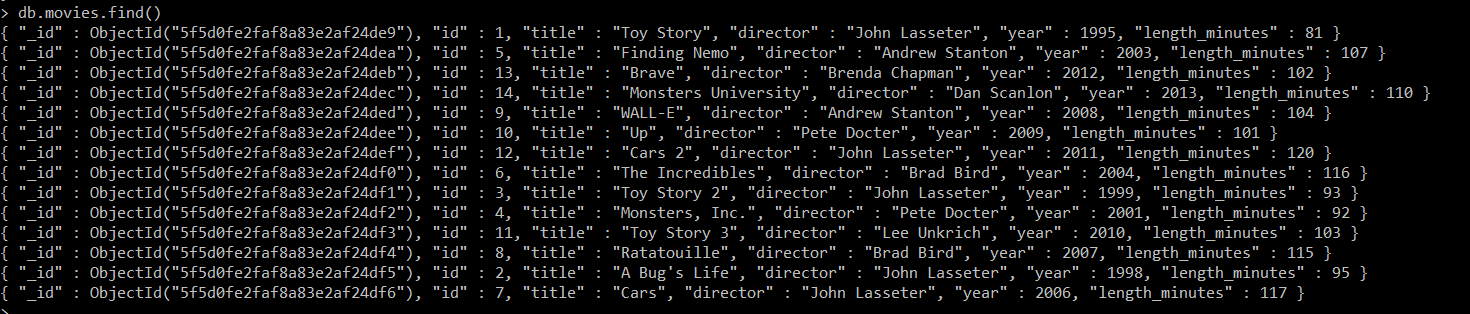 > db.movies.find()
{ "_id" : ObjectId("5f5d0fe2faf8a83e2af24de9"), "id" : 1, "title" : "Toy Story", "director" : "John Lasseter", "year" : 1995, "length_minutes" : 81 }
{ "_id" : ObjectId("5f5d0fe2faf8a83e2af24dea"), "id" : 5, "title" : "Finding Nemo", "director" : "Andrew Stanton", "year" : 2003, "length_minutes" : 107 }
{ "_id" : ObjectId("5f5d0fe2faf8a83e2af24deb"), "id" : 13, "title" : "Brave", "director" : "Brenda Chapman", "year" : 2012, "length_minutes" : 102 }
{ "_id" : ObjectId("5f5d0fe2faf8a83e2af24dec"), "id" : 14, "title" : "Monsters University", "director" : "Dan Scanlon", "year" : 2013, "length_minutes" : 110 }
{ "_id" : ObjectId("5f5d0fe2faf8a83e2af24ded"), "id" : 9, "title" : "WALL-E", "director" : "Andrew Stanton", "year" : 2008, "length_minutes" : 104 }
{ "_id" : ObjectId("5f5d0fe2faf8a83e2af24dee"), "id" : 10, "title" : "Up", "director" : "Pete Docter", "year" : 2009, "length_minutes" : 101 }
{ "_id" : ObjectId("5f5d0fe2faf8a83e2af24def"), "id" : 12, "title" : "Cars 2", "director" : "John Lasseter", "year" : 2011, "length_minutes" : 120 }
{ "_id" : ObjectId("5f5d0fe2faf8a83e2af24df0"), "id" : 6, "title" : "The Incredibles", "director" : "Brad Bird", "year" : 2004, "length_minutes" : 116 }
{ "_id" : ObjectId("5f5d0fe2faf8a83e2af24df1"), "id" : 3, "title" : "Toy Story 2", "director" : "John Lasseter", "year" : 1999, "length_minutes" : 93 }
{ "_id" : ObjectId("5f5d0fe2faf8a83e2af24df2"), "id" : 4, "title" : "Monsters, Inc.", "director" : "Pete Docter", "year" : 2001, "length_minutes" : 92 }
{ "_id" : ObjectId("5f5d0fe2faf8a83e2af24df3"), "id" : 11, "title" : "Toy Story 3", "director" : "Lee Unkrich", "year" : 2010, "length_minutes" : 103 }
{ "_id" : ObjectId("5f5d0fe2faf8a83e2af24df4"), "id" : 8, "title" : "Ratatouille", "director" : "Brad Bird", "year" : 2007, "length_minutes" : 115 }
{ "_id" : ObjectId("5f5d0fe2faf8a83e2af24df5"), "id" : 2, "title" : "A Bug's Life", "director" : "John Lasseter", "year" : 1998, "length_minutes" : 95 }
{ "_id" : ObjectId("5f5d0fe2faf8a83e2af24df6"), "id" : 7, "title" : "Cars", "director" : "John Lasseter", "year" : 2006, "length_minutes" : 117 }
>